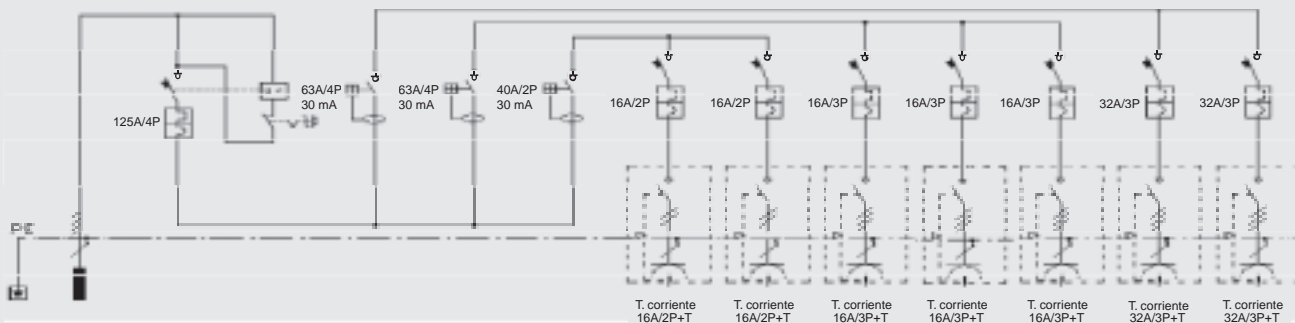 63A/4P
30 mA
63A/4P
30 mA
40A/2P
30 mA
125A/4P
16A/2P
16A/2P
16A/3P
16A/3P
16A/3P
32A/3P
32A/3P
PE
T. corriente
16A/2P+T
T. corriente
16A/2P+T
T. corriente
16A/3P+T
T. corriente
16A/3P+T
T. corriente
16A/3P+T
T. corriente
32A/3P+T
T. corriente
32A/3P+T